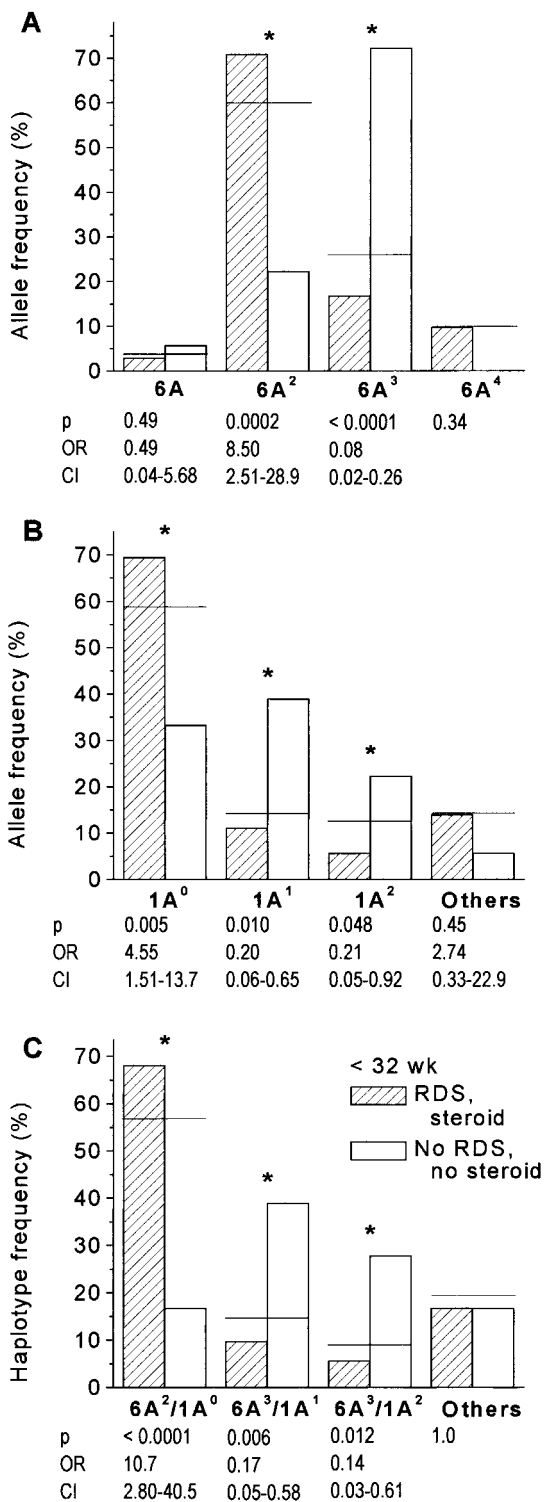 A
*
*
70
60
50
40
30
20
10
0
Allele frequency (%)
6A 6A² 6A³ 6A⁴
p 0.49 0.0002 < 0.0001 0.34
OR 0.49 8.50 0.08
CI 0.04-5.68 2.51-28.9 0.02-0.26
B
*
*
*
70
60
50
40
30
20
10
0
Allele frequency (%)
1A⁰ 1A¹ 1A² Others
p 0.005 0.010 0.048 0.45
OR 4.55 0.20 0.21 2.74
CI 1.51-13.7 0.06-0.65 0.05-0.92 0.33-22.9
C
*
*
*
< 32 wk
RDS,
steroid
No RDS,
no steroid
70
60
50
40
30
20
10
0
Haplotype frequency (%)
6A²/1A⁰ 6A³/1A¹ 6A³/1A² Others
p < 0.0001 0.006 0.012 1.0
OR 10.7 0.17 0.14
CI 2.80-40.5 0.05-0.58 0.03-0.61